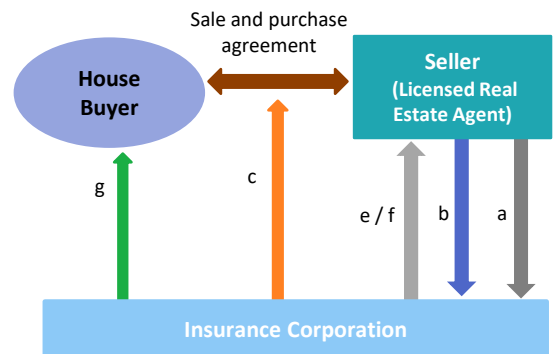 Sale and purchase
agreement
House
Buyer
Seller
(Licensed Real
Estate Agent)
g
c
e / f
b
a
Insurance Corporation